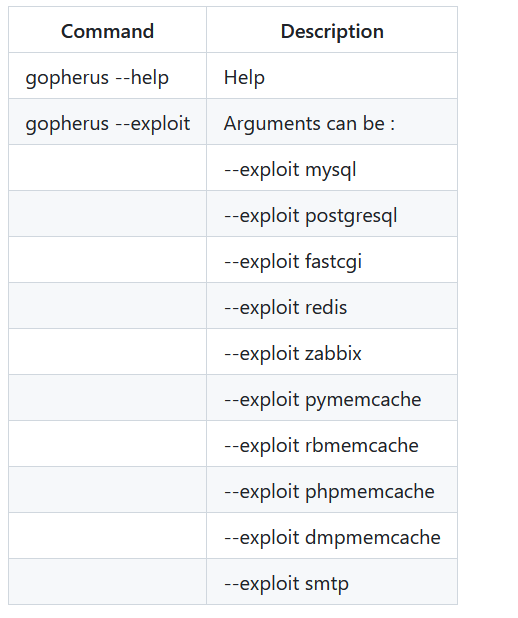 Command Description
gopherus --help Help
gopherus --exploit Arguments can be :
--exploit mysql
--exploit postgresql
--exploit fastcgi
--exploit redis
--exploit zabbix
--exploit pymemcache
--exploit rbmemcache
--exploit phpmemcache
--exploit dmpmemcache
--exploit smtp